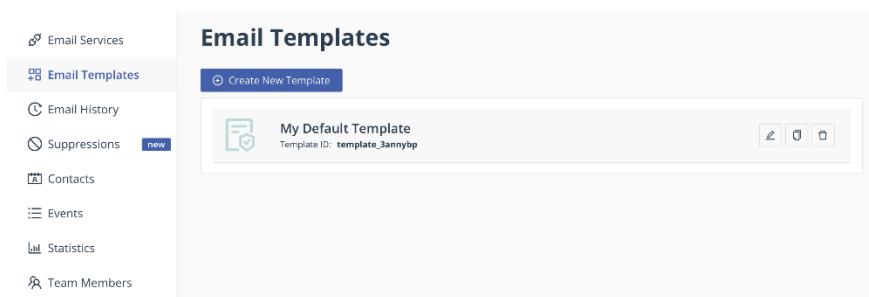 Email Services
Email Templates
Email History
Suppressions new
Contacts
Events
Statistics
Team Members
Email Templates
Create New Template
My Default Template
Template ID: template_3annybp